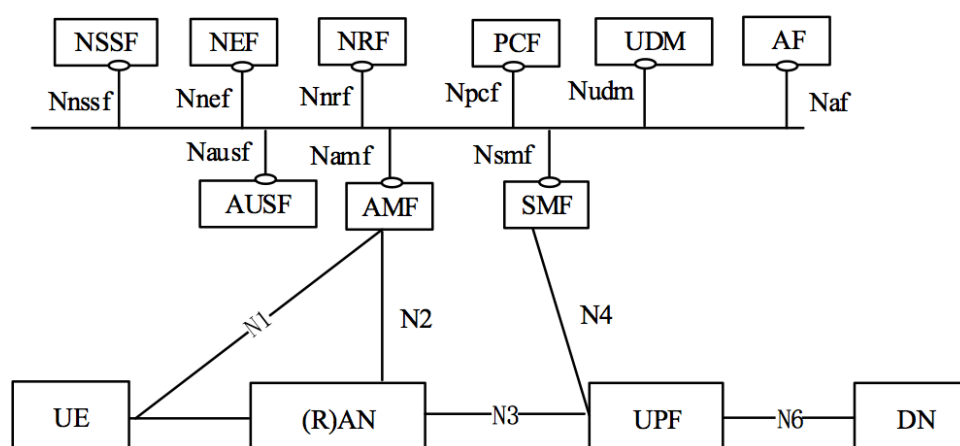 NSSF NEF NRF PCF UDM AF
Nnssf Nnef Nnrf Npcf Nudm Naf
Nausf Namf Nsmf
AUSF AMF SMF
N1 N2 N4
UE (R)AN N3 UPF N6 DN